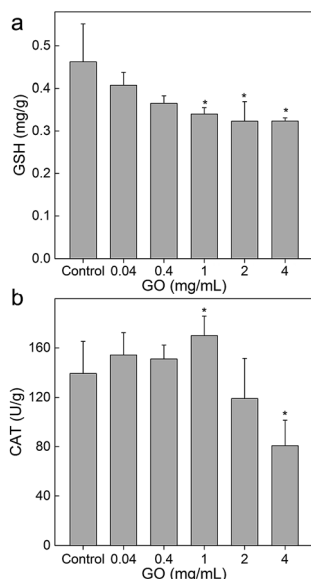 a
0.5
0.4
0.3
0.2
0.1
0.0
GSH (mg/g)
* * *
Control 0.04 0.4 1 2 4
GO (mg/mL)
b
160
120
80
40
0
CAT (U/g)
* *
Control 0.04 0.4 1 2 4
GO (mg/mL)